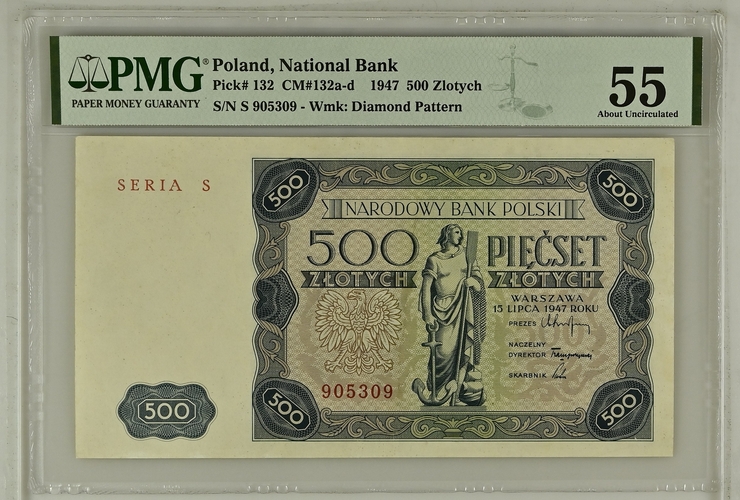 PMG®
PAPER MONEY GUARANTY
Poland, National Bank
Pick# 132 CM#132a-d 1947 500 Zlotych
S/N S 905309 - Wmk: Diamond Pattern
55
About Uncirculated
SERIA S
500
500
NARODOWY BANK POLSKI
500 PIĘĆSET
ZŁOTYCH ZŁOTYCH
WARSZAWA
15 LIPCA 1947 ROKU
PREZES
NACZELNY
DYREKTOR
SKARBNIK
905309
500
500
500